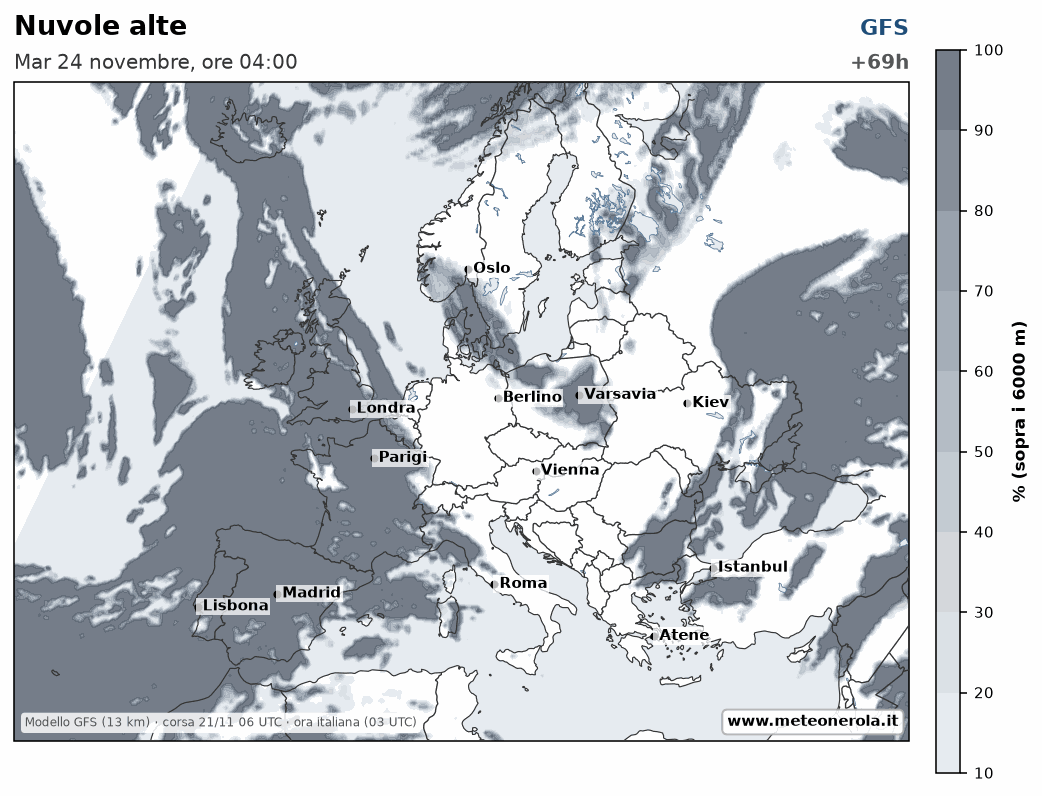 Nuvole alte
GFS
Mar 24 novembre, ore 04:00
+69h
100
90
80
70
60
50
40
30
20
10
% (sopra i 6000 m)
Oslo
Berlino
Varsavia
Kiev
Londra
Parigi
Vienna
Istanbul
Roma
Madrid
Lisbona
Atene
Modello GFS (13 km) · corsa 21/11 06 UTC · ora italiana (03 UTC)
www.meteonerola.it